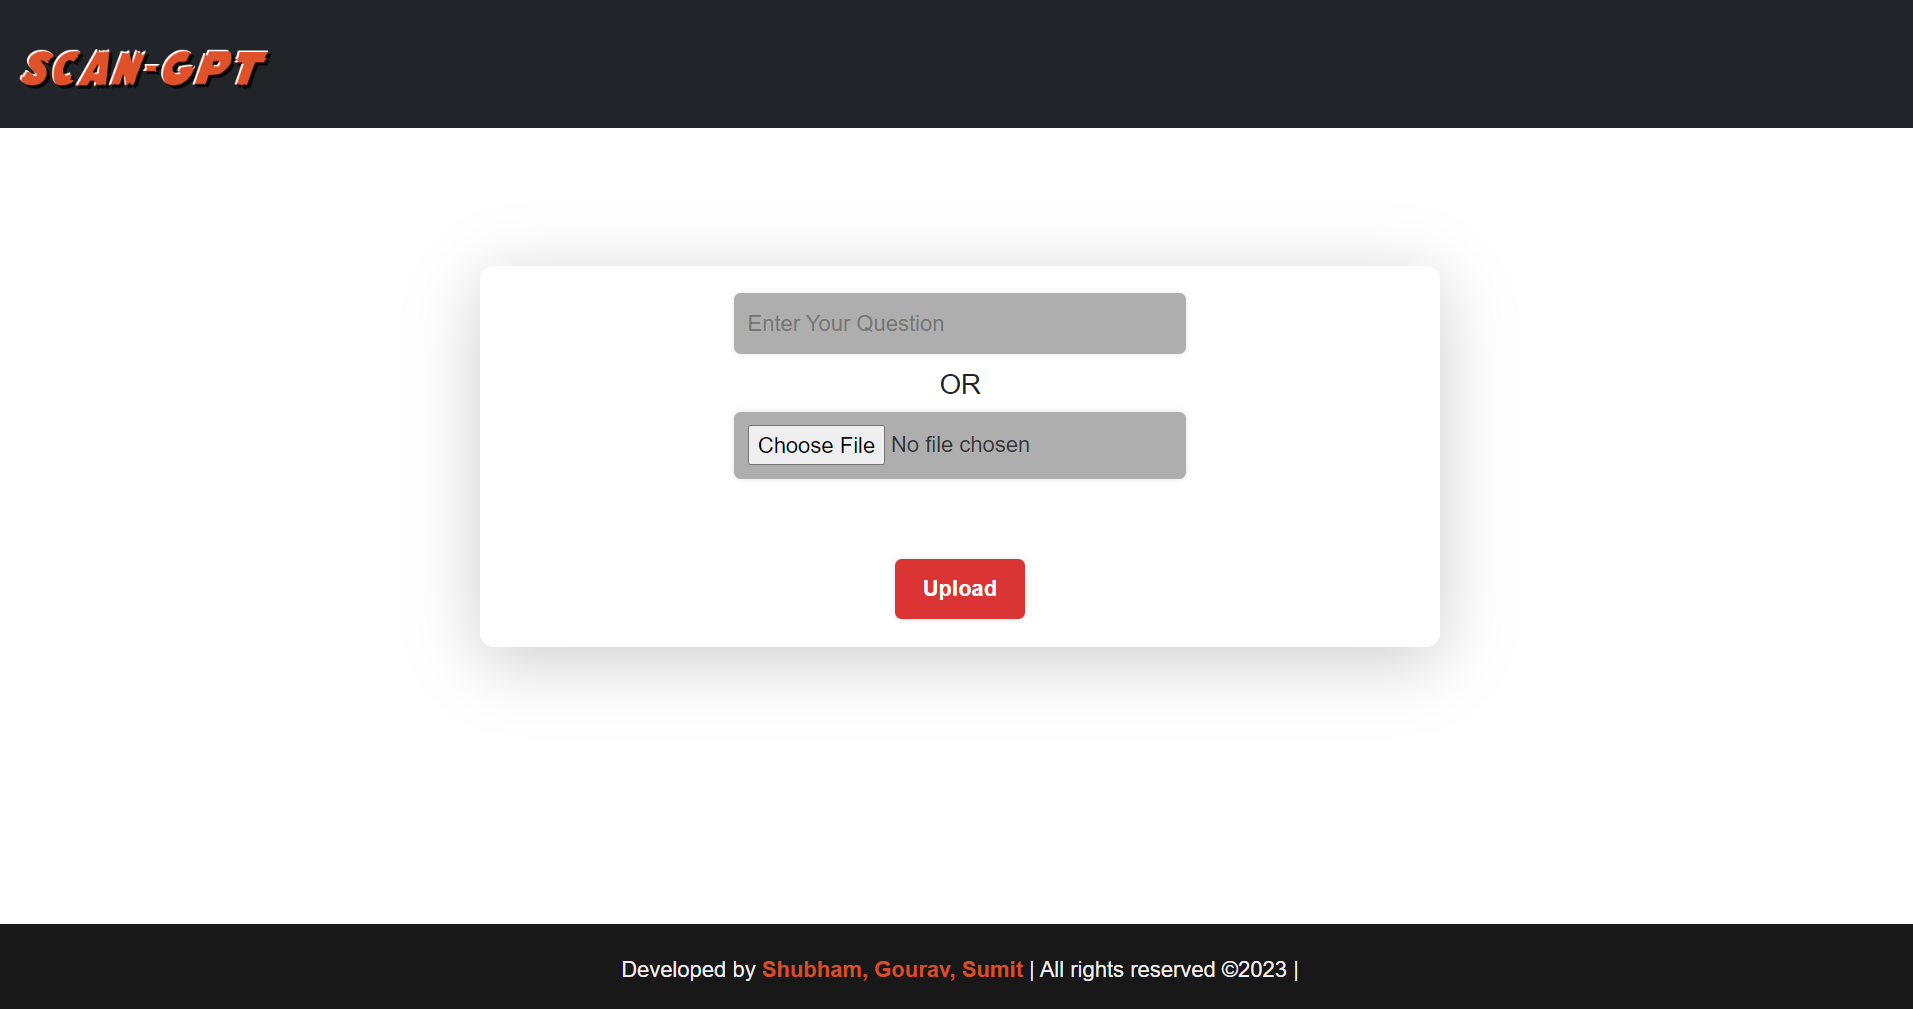 SCAN-GPT
Enter Your Question
OR
Choose File No file chosen
Upload
Developed by Shubham, Gourav, Sumit | All rights reserved ©2023 |